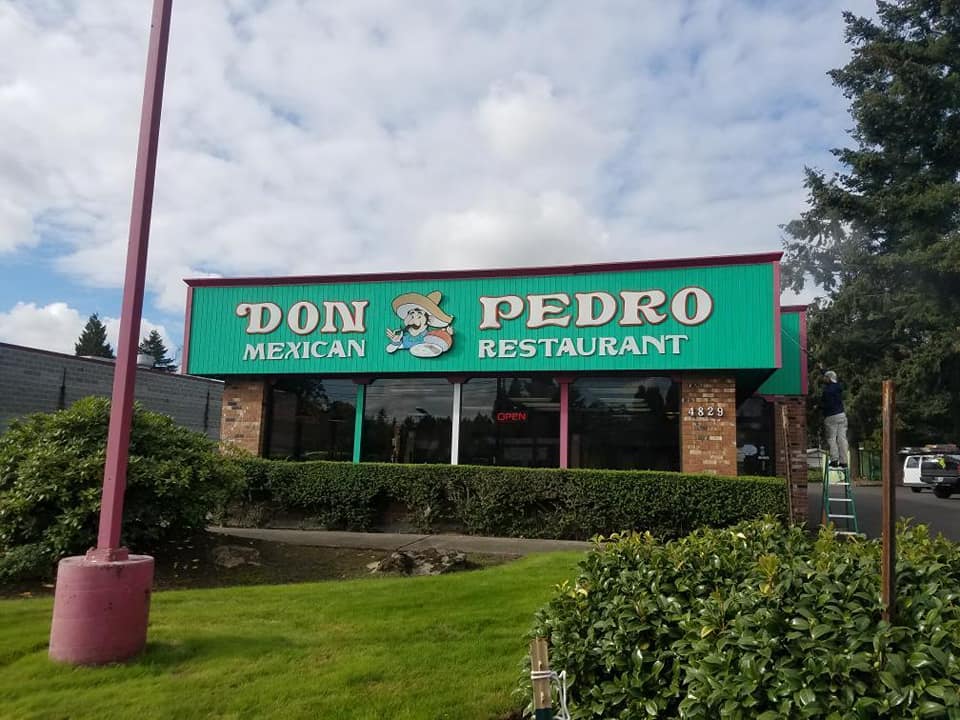 DON PEDRO
MEXICAN RESTAURANT
OPEN
4829